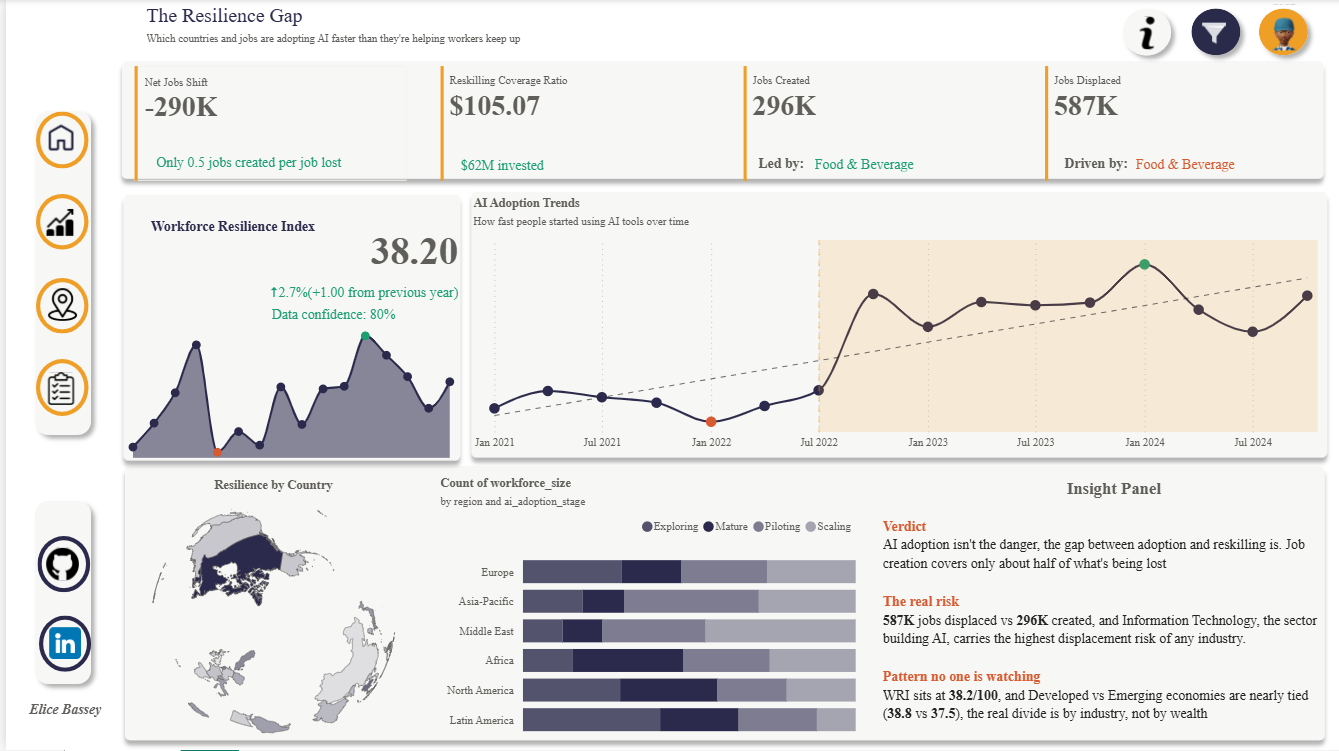 The Resilience Gap
Which countries and jobs are adopting AI faster than they're helping workers keep up
i
Net Jobs Shift
-290K
Only 0.5 jobs created per job lost
Reskilling Coverage Ratio
$105.07
$62M invested
Jobs Created
296K
Led by: Food & Beverage
Jobs Displaced
587K
Driven by: Food & Beverage
Workforce Resilience Index
38.20
↑2.7%(+1.00 from previous year)
Data confidence: 80%
AI Adoption Trends
How fast people started using AI tools over time
Jan 2021 Jul 2021 Jan 2022 Jul 2022 Jan 2023 Jul 2023 Jan 2024 Jul 2024
Resilience by Country
Count of workforce_size
by region and ai_adoption_stage
Exploring Mature Piloting Scaling
Europe
Asia-Pacific
Middle East
Africa
North America
Latin America
Insight Panel
Verdict
AI adoption isn't the danger, the gap between adoption and reskilling is. Job
creation covers only about half of what's being lost
The real risk
587K jobs displaced vs 296K created, and Information Technology, the sector
building AI, carries the highest displacement risk of any industry.
Pattern no one is watching
WRI sits at 38.2/100, and Developed vs Emerging economies are nearly tied
(38.8 vs 37.5), the real divide is by industry, not by wealth
in
Elice Bassey